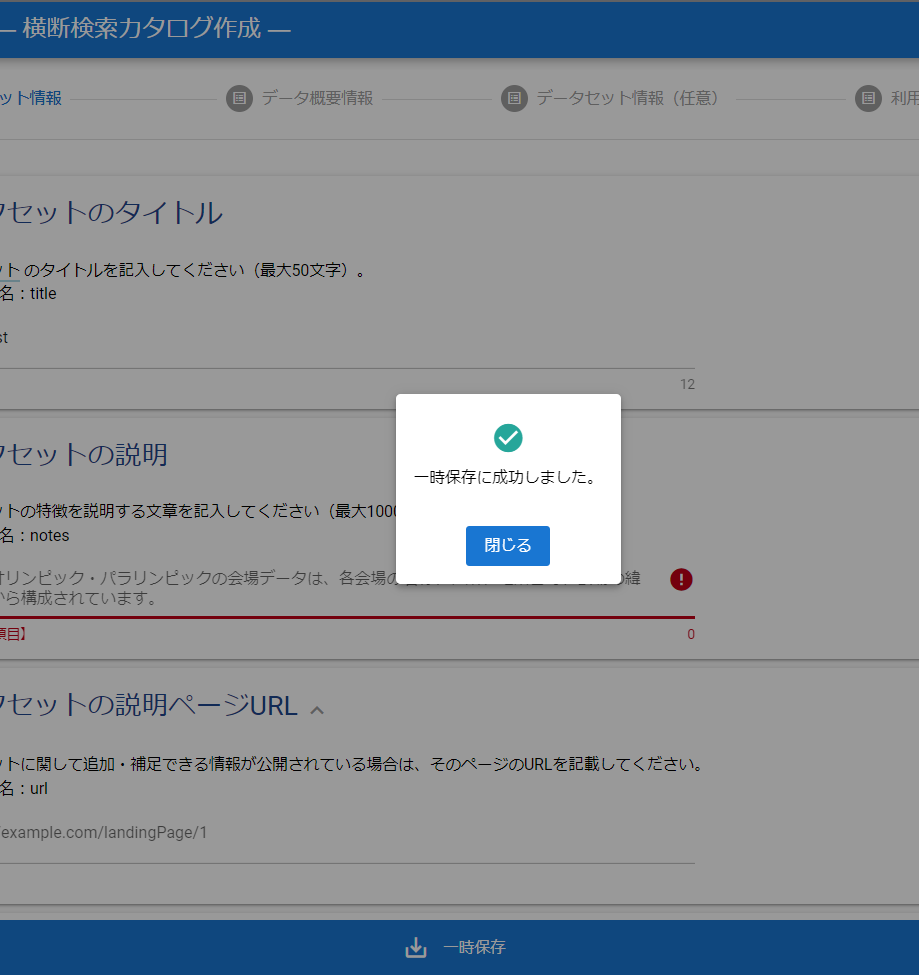 ― 横断検索カタログ作成 ―
ット情報
データ概要情報
データセット情報（任意）
利用
クセットのタイトル
ット のタイトルを記入してください（最大50文字）。
名：title
st
12
クセットの説明
ットの特徴を説明する文章を記入してください（最大1000
名：notes
オリンピック・パラリンピックの会場データは、各会場の
緯
から構成されています。
項目】
0
一時保存に成功しました。
閉じる
クセットの説明ページURL
ットに関して追加・補足できる情報が公開されている場合は、そのページのURLを記載してください。
名：url
/example.com/landingPage/1
一時保存